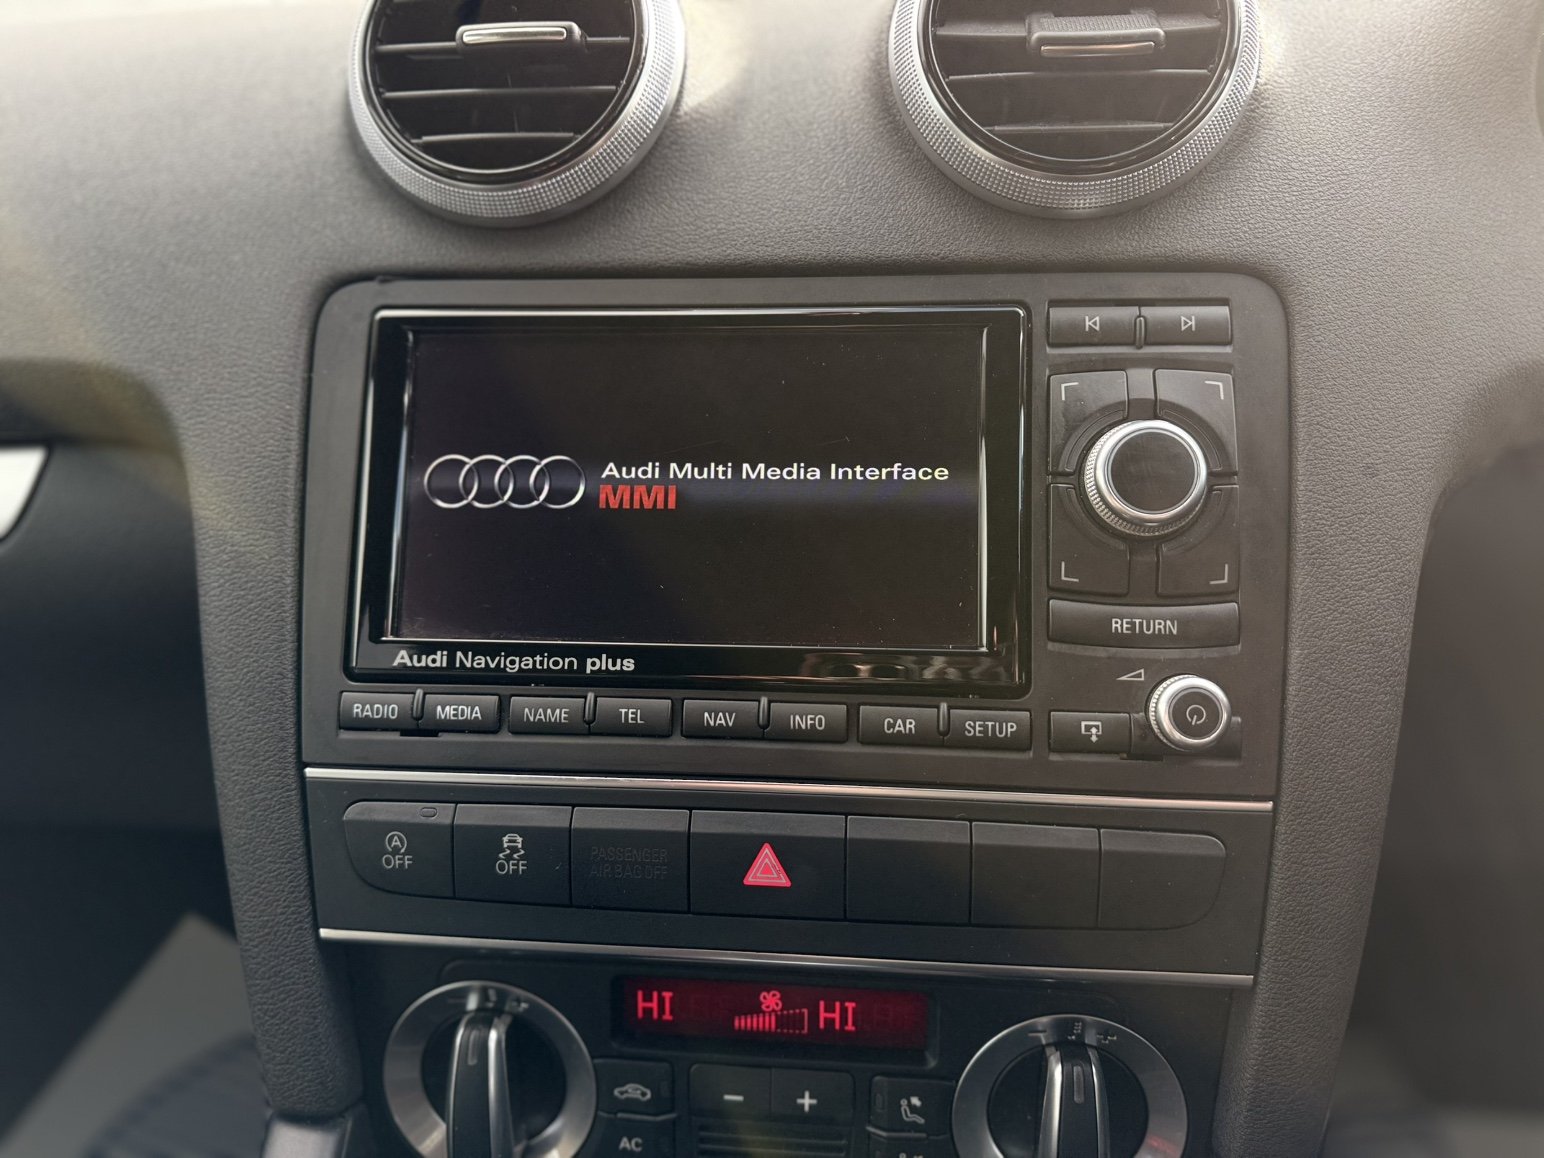 Audi Multi Media Interface
MMI
Audi Navigation plus
RETURN
RADIO
MEDIA
NAME
TEL
NAV
INFO
CAR
SETUP
A
OFF
OFF
PASSENGER
AIR BAG OFF
HI
HI
AC